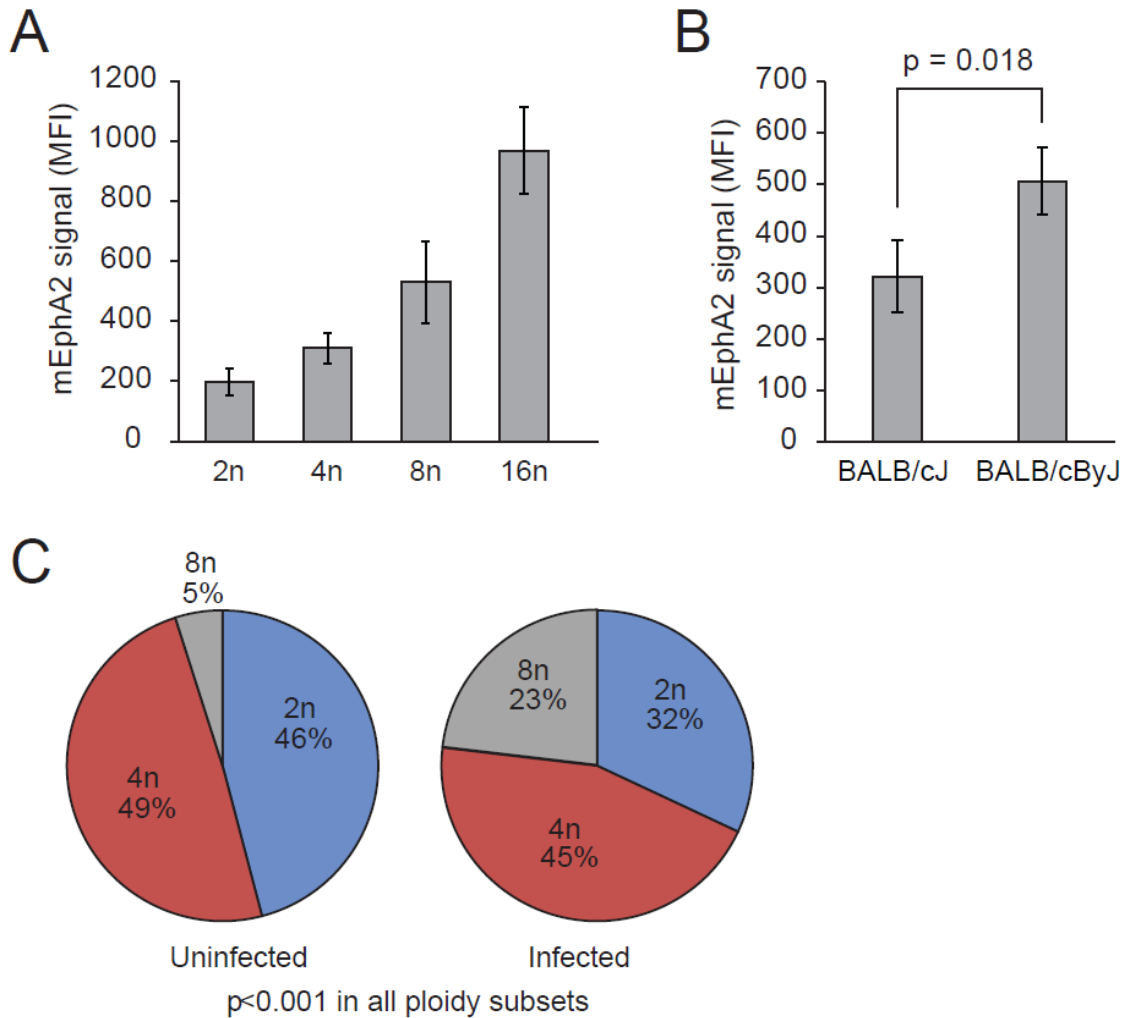 A
mEphA2 signal (MFI)
1200
1000
800
600
400
200
0
2n 4n 8n 16n
B
p = 0.018
mEphA2 signal (MFI)
700
600
500
400
300
200
100
0
BALB/cJ BALB/cByJ
C
8n
5%
2n
46%
4n
49%
Uninfected
8n
23%
2n
32%
4n
45%
Infected
p<0.001 in all ploidy subsets